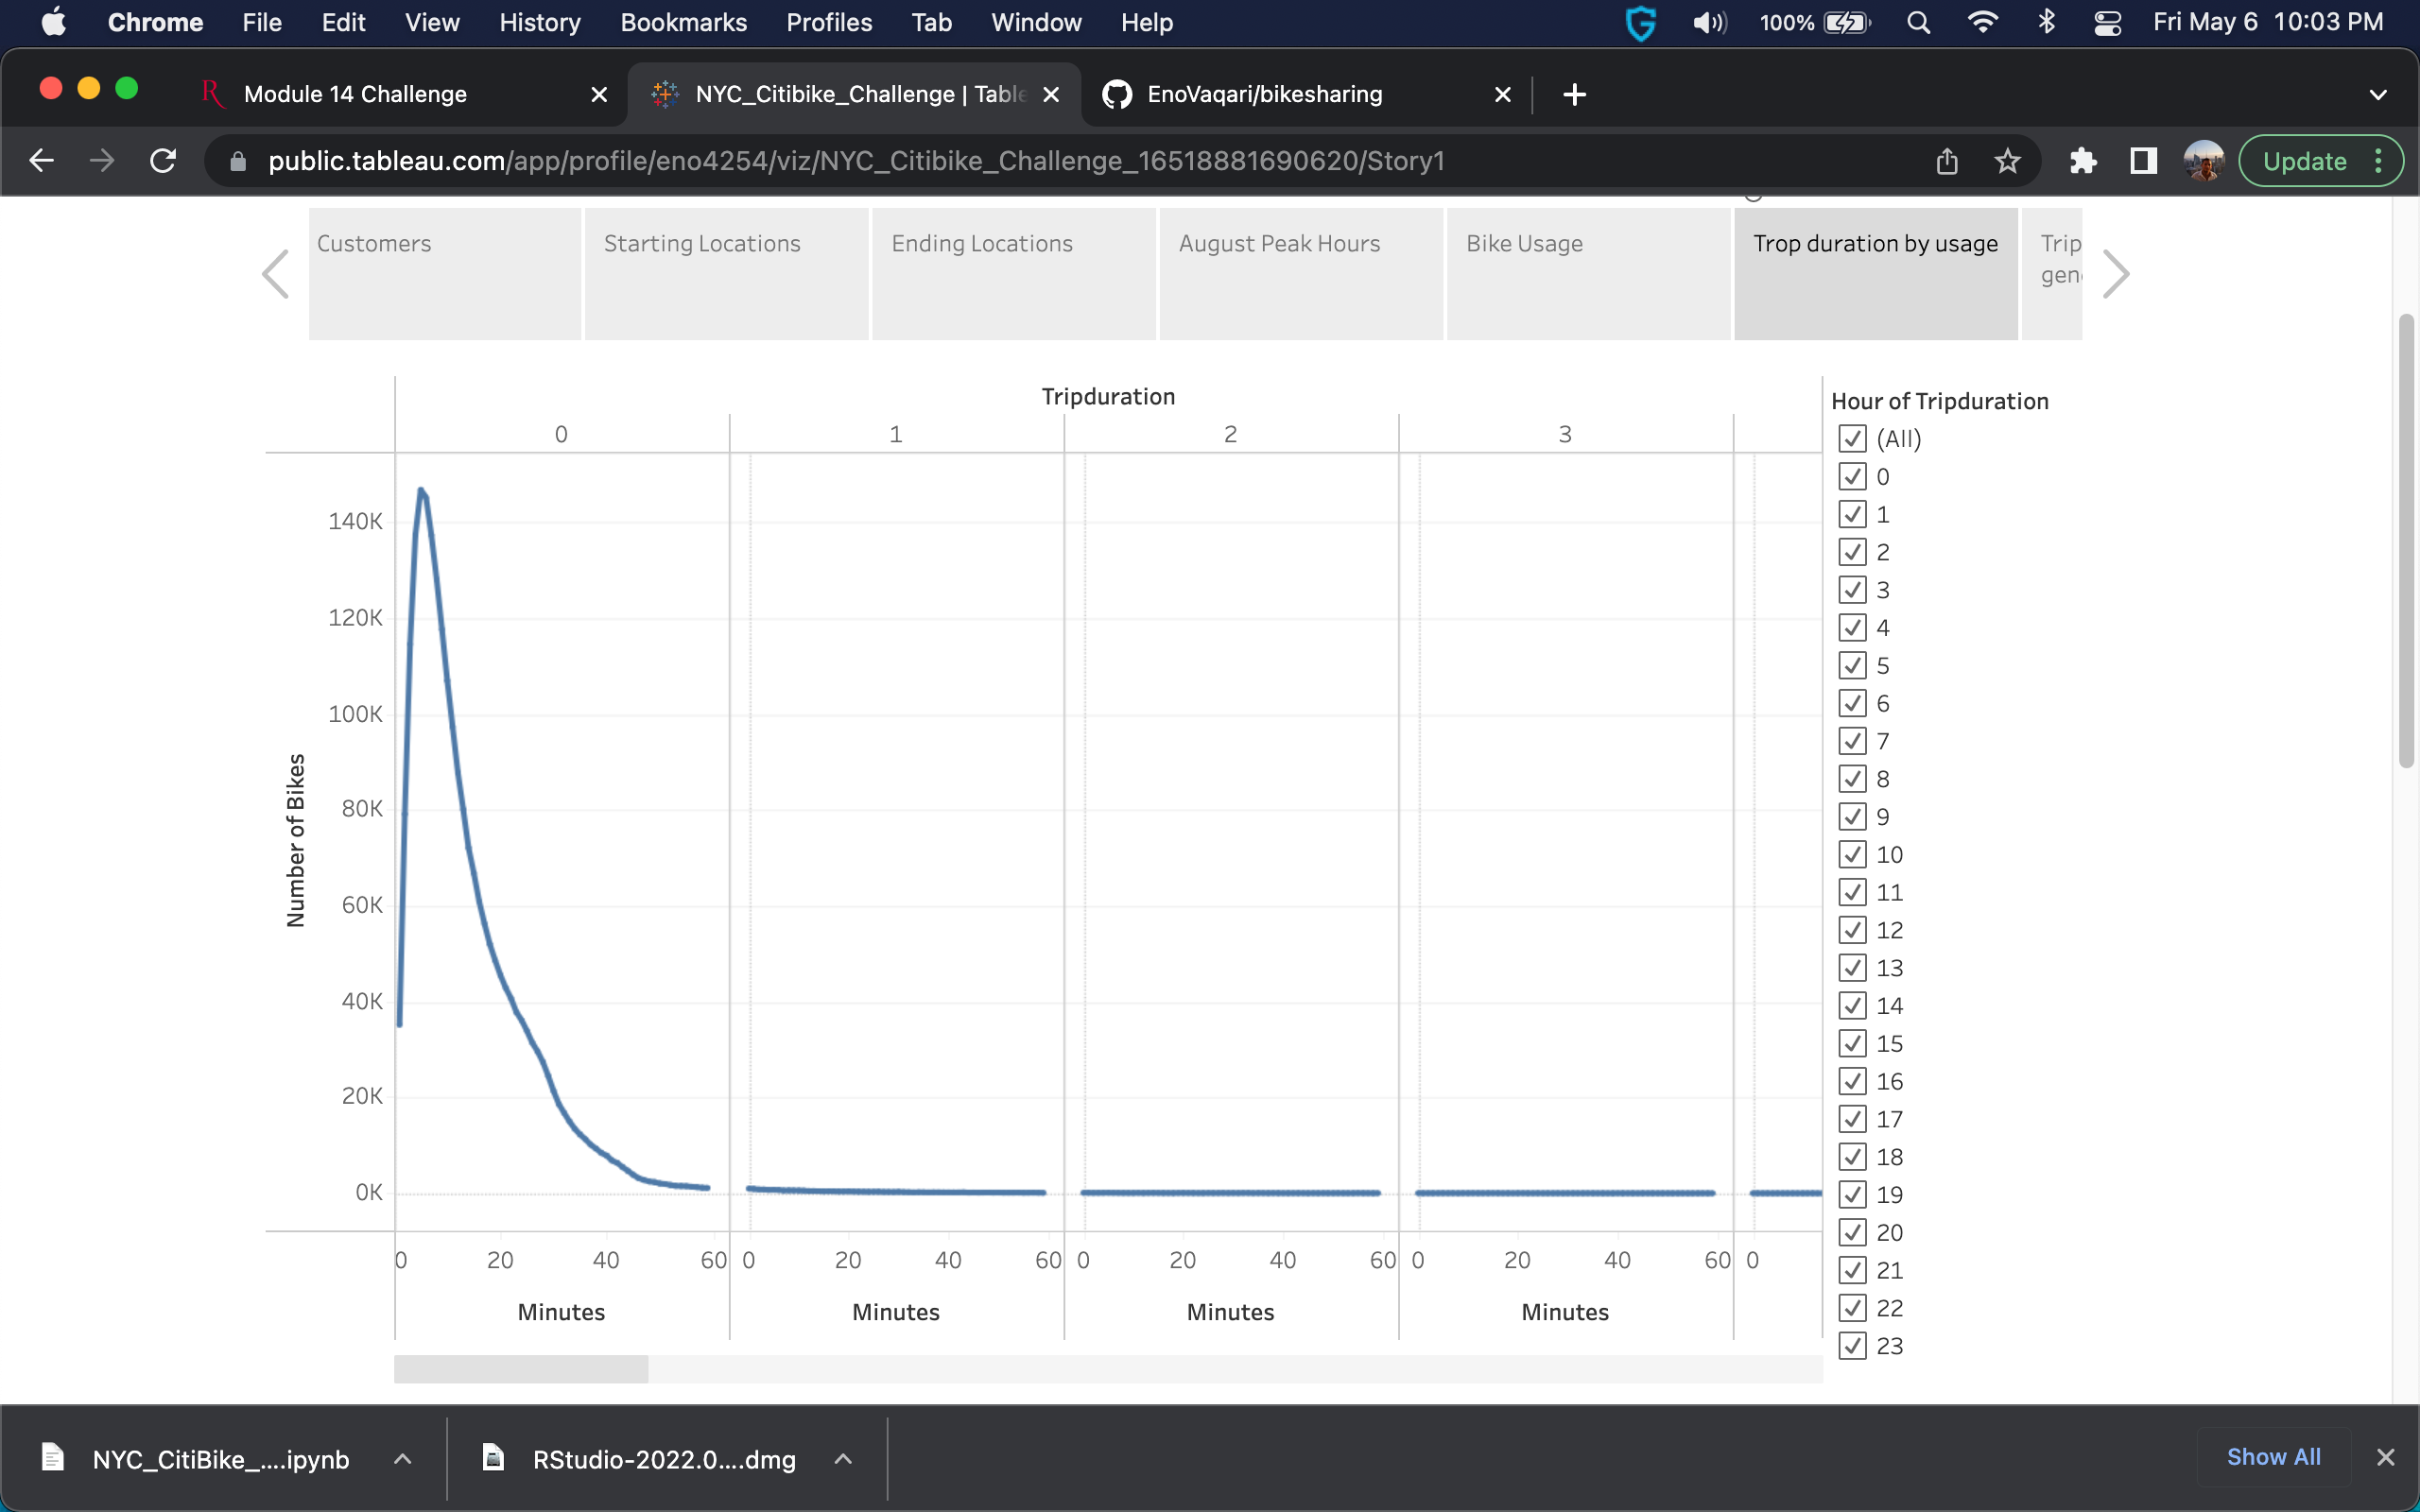 Chrome File Edit View History Bookmarks Profiles Tab Window Help 100% Fri May 6 10:03 PM
Module 14 Challenge NYC_Citibike_Challenge | Table EnoVaqari/bikesharing
public.tableau.com/app/profile/eno4254/viz/NYC_Citibike_Challenge_16518881690620/Story1 Update
Customers Starting Locations Ending Locations August Peak Hours Bike Usage Trop duration by usage Trip
gen
Tripduration
0 1 2 3
Number of Bikes
140K
120K
100K
80K
60K
40K
20K
0K
0 20 40 60 0 20 40 60 0 20 40 60 0 20 40 60 0
Minutes Minutes Minutes Minutes
Hour of Tripduration
(All)
0
1
2
3
4
5
6
7
8
9
10
11
12
13
14
15
16
17
18
19
20
21
22
23
NYC_CitiBike_....ipynb RStudio-2022.0....dmg Show All